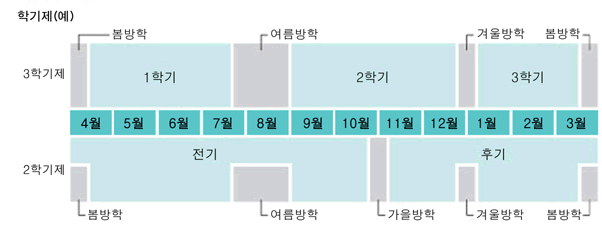 학기제(예)
봄방학 여름방학 겨울방학 봄방학
3학기제 1학기 2학기 3학기
4월 5월 6월 7월 8월 9월 10월 11월 12월 1월 2월 3월
전기 후기
2학기제
봄방학 여름방학 가을방학 겨울방학 봄방학